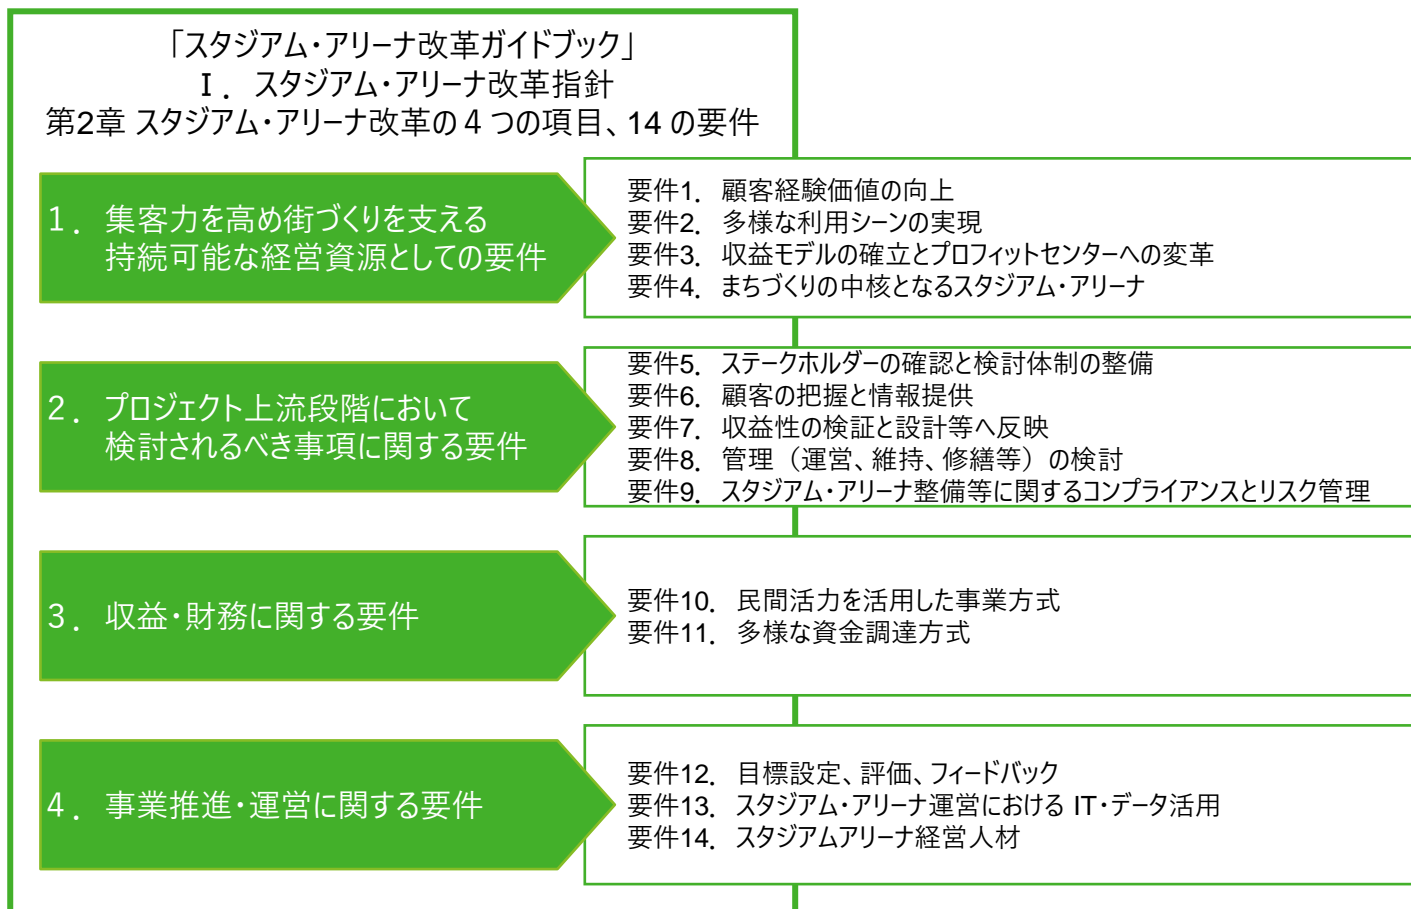 「スタジアム・アリーナ改革ガイドブック」
Ⅰ．スタジアム・アリーナ改革指針
第2章 スタジアム・アリーナ改革の４つの項目、14 の要件
１．集客力を高め街づくりを支える
持続可能な経営資源としての要件
要件1．顧客経験価値の向上
要件2．多様な利用シーンの実現
要件3．収益モデルの確立とプロフィットセンターへの変革
要件4．まちづくりの中核となるスタジアム・アリーナ
２．プロジェクト上流段階において
検討されるべき事項に関する要件
要件5．ステークホルダーの確認と検討体制の整備
要件6．顧客の把握と情報提供
要件7．収益性の検証と設計等へ反映
要件8．管理（運営、維持、修繕等）の検討
要件9．スタジアム・アリーナ整備等に関するコンプライアンスとリスク管理
３．収益・財務に関する要件
要件10．民間活力を活用した事業方式
要件11．多様な資金調達方式
４．事業推進・運営に関する要件
要件12．目標設定、評価、フィードバック
要件13．スタジアム・アリーナ運営における IT・データ活用
要件14．スタジアムアリーナ経営人材